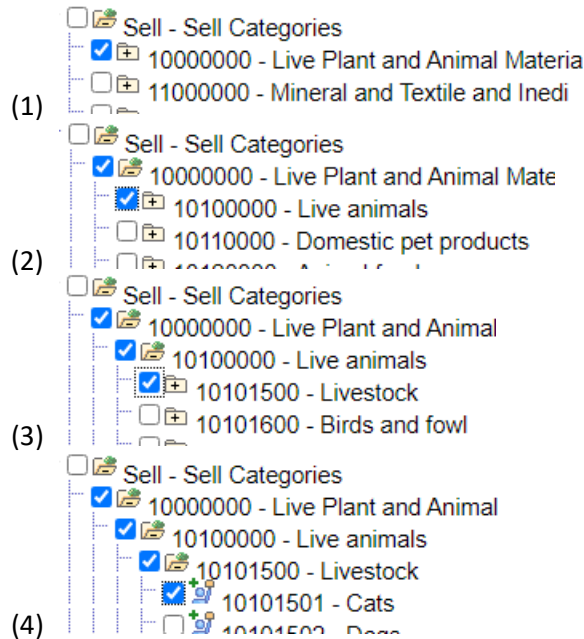 Sell - Sell Categories
10000000 - Live Plant and Animal Materia
(1) 11000000 - Mineral and Textile and Inedi
Sell - Sell Categories
10000000 - Live Plant and Animal Mate
10100000 - Live animals
(2) 10110000 - Domestic pet products
Sell - Sell Categories
10000000 - Live Plant and Animal
10100000 - Live animals
10101500 - Livestock
(3) 10101600 - Birds and fowl
Sell - Sell Categories
10000000 - Live Plant and Animal
10100000 - Live animals
10101500 - Livestock
10101501 - Cats
(4) 10101502 - Dogs